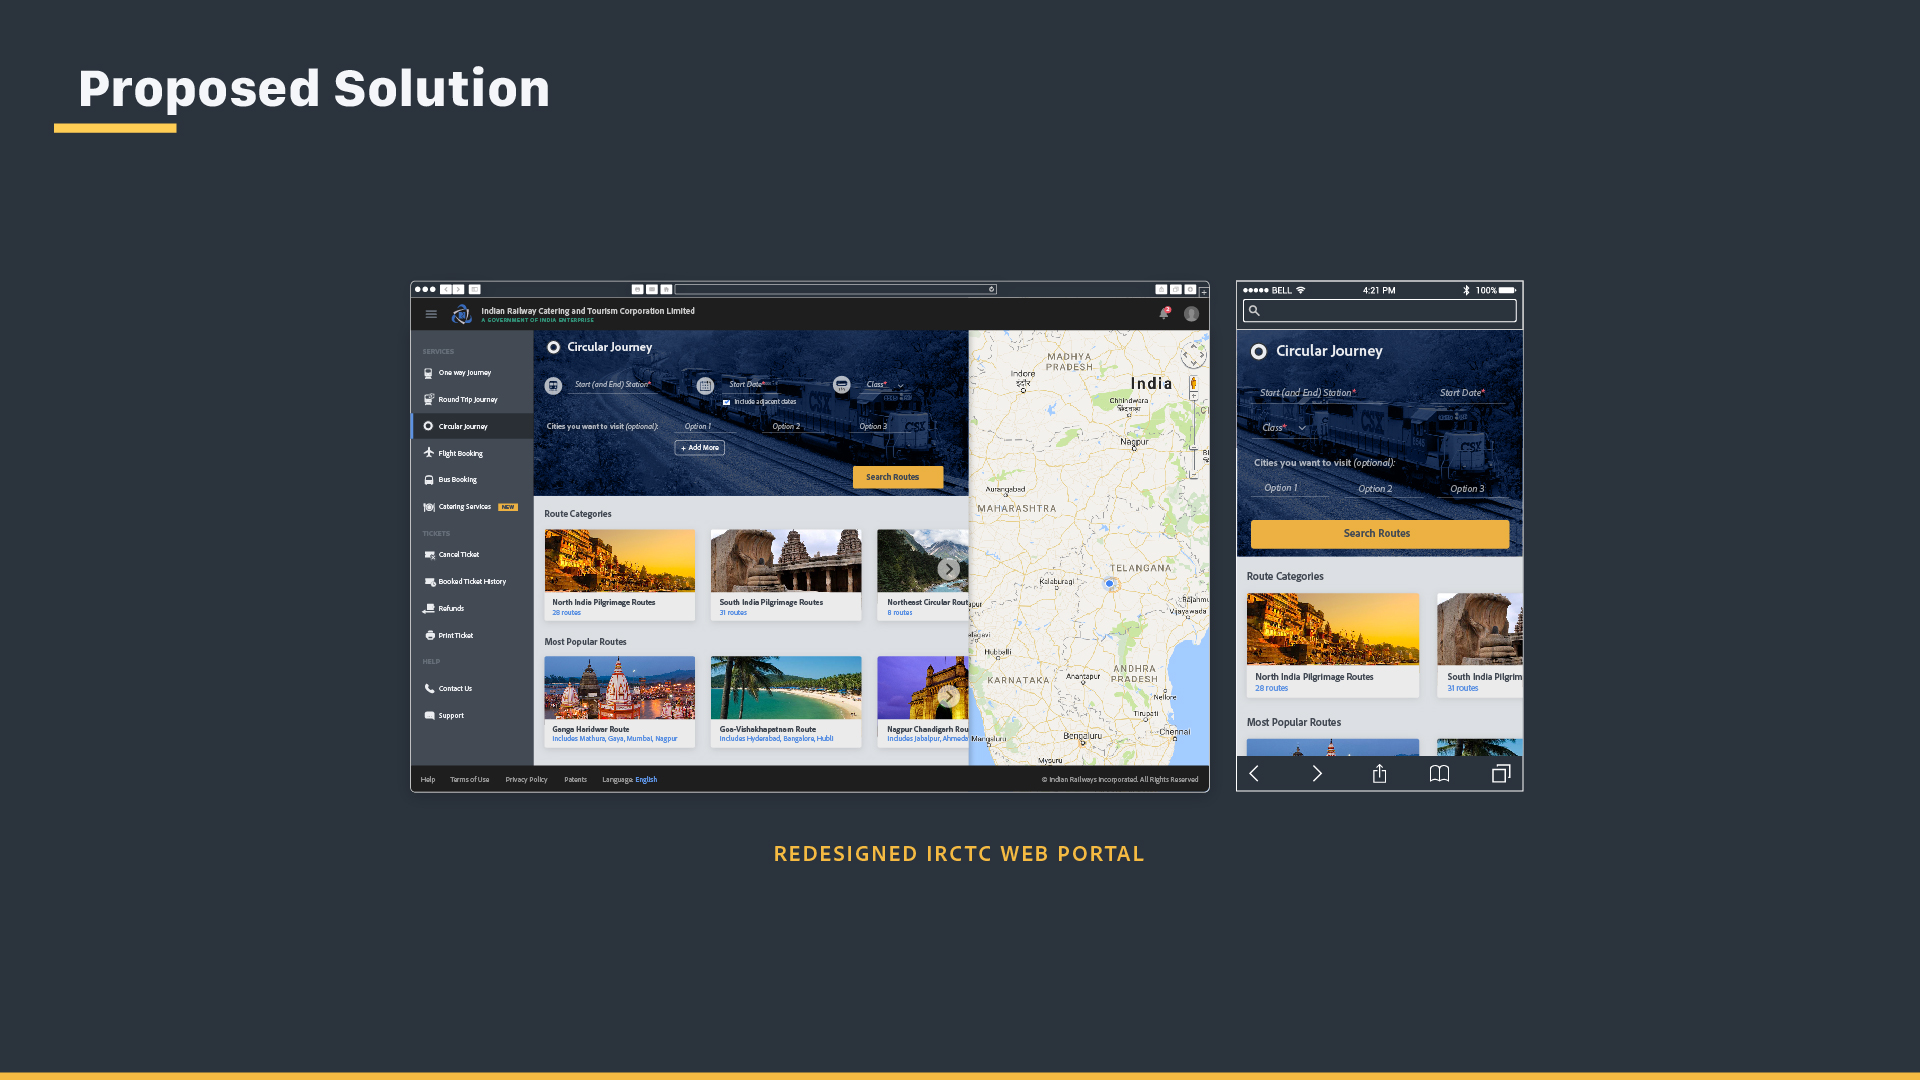 Proposed Solution
Indian Railway Catering and Tourism Corporation Limited
A GOVERNMENT OF INDIA ENTERPRISE
SERVICES
One way Journey
Round Trip Journey
Circular Journey
Flight Booking
Bus Booking
Catering Services NEW
TICKETS
Cancel Ticket
Booked Ticket History
Refunds
Print Ticket
HELP
Contact Us
Support
Circular Journey
Start (and End) Station* Start Date* Class*
Include adjacent dates
Cities you want to visit (optional): Option 1 Option 2 Option 3
+ Add More
Search Routes
Route Categories
North India Pilgrimage Routes
28 routes
South India Pilgrimage Routes
31 routes
Northeast Circular Rout
8 routes
Most Popular Routes
Ganga Haridwar Route
Includes Mathura, Gaya, Mumbai, Nagpur
Goa-Vishakhapatnam Route
Includes Hyderabad, Bangalore, Hubli
Nagpur Chandigarh Rou
Includes Jabalpur, Ahmeda
MADHYA PRADESH
Indore
इंदौर
India
Chhindwara
छिंदवाड़ा
Nagpur
Aurangabad
MAHARASHTRA
TELANGANA
Kalaburagi
Rajahmu
Vijayawada
Hubballi
ANDHRA PRADESH
KARNATAKA
Anantapur
Nellore
Tirupati
Bengaluru
Chennai
Mangaluru
Mysuru
Help Terms of Use Privacy Policy Patents Language: English
© Indian Railways Incorporated. All Rights Reserved
BELL 4:21 PM 100%
Circular Journey
Start (and End) Station* Start Date*
Class*
Cities you want to visit (optional):
Option 1 Option 2 Option 3
Search Routes
Route Categories
North India Pilgrimage Routes
28 routes
South India Pilgrim
31 routes
Most Popular Routes
CSX
REDESIGNED IRCTC WEB PORTAL